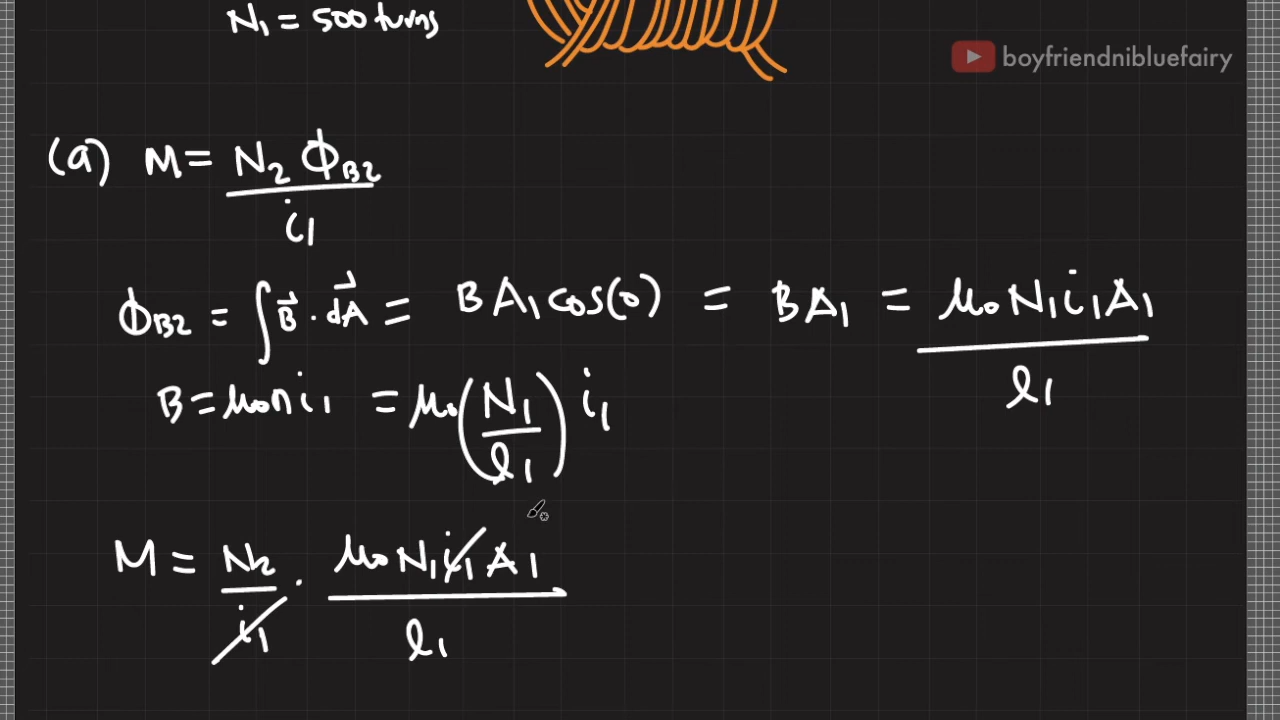 N₁ = 500 turns
boyfriendnibluefairy
(a) M = N₂ Φ_B2 / i₁
Φ_B2 = ∫ B⃗ · dA⃗ = BA₁cos(0) = BA₁ = μ₀N₁i₁A₁ / l₁
B = μ₀ni₁ = μ₀(N₁ / l₁) i₁
M = N₂ / i₁ · μ₀N₁i₁A₁ / l₁